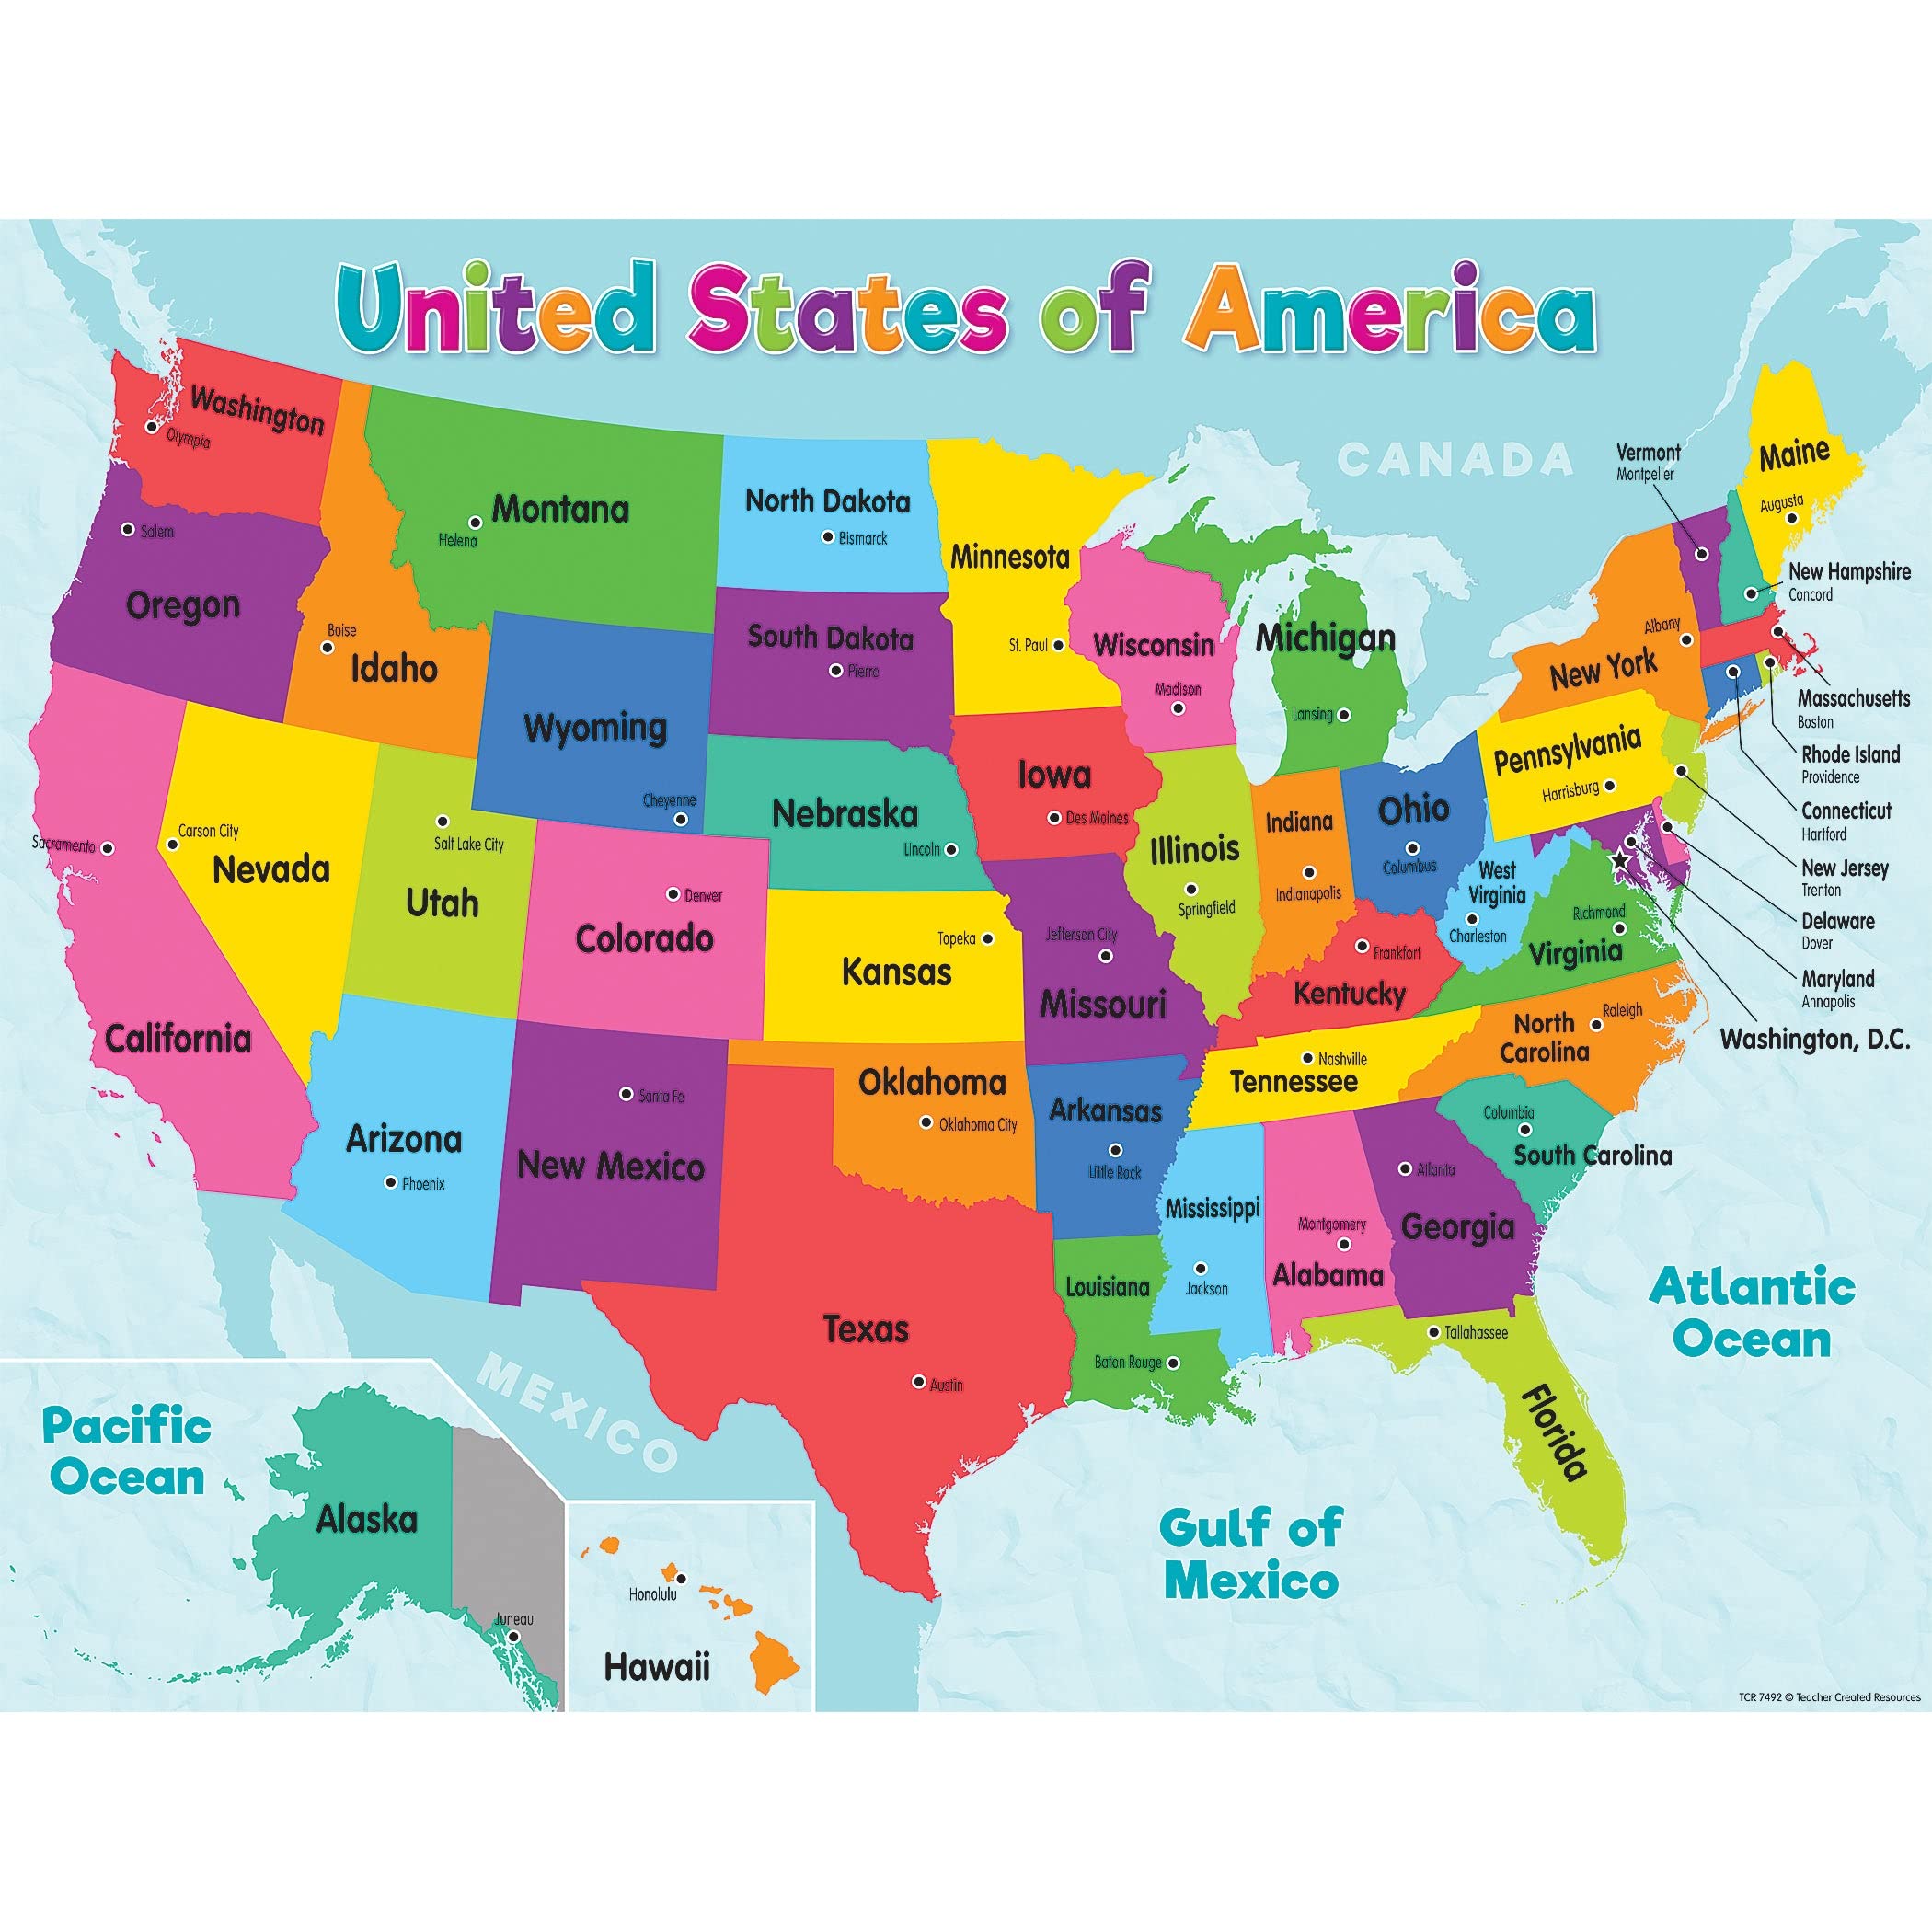 United States of America
CANADA
Washington
Olympia
Montana
Helena
North Dakota
Bismarck
Minnesota
St. Paul
Vermont
Montpelier
Maine
Augusta
Salem
Oregon
Boise
Idaho
South Dakota
Pierre
Wisconsin
Madison
Michigan
Lansing
Albany
New York
New Hampshire
Concord
Massachusetts
Boston
Rhode Island
Providence
Connecticut
Hartford
New Jersey
Trenton
Delaware
Dover
Maryland
Annapolis
Washington, D.C.
Wyoming
Cheyenne
Nebraska
Lincoln
Iowa
Des Moines
Illinois
Springfield
Indiana
Indianapolis
Ohio
Columbus
Pennsylvania
Harrisburg
West
Virginia
Charleston
Richmond
Virginia
Sacramento
California
Carson City
Nevada
Salt Lake City
Utah
Denver
Colorado
Topeka
Kansas
Jefferson City
Missouri
Frankfort
Kentucky
Nashville
Tennessee
Raleigh
North
Carolina
Arizona
Phoenix
Santa Fe
New Mexico
Oklahoma
Oklahoma City
Arkansas
Little Rock
Columbia
South Carolina
Mississippi
Jackson
Montgomery
Alabama
Atlanta
Georgia
Texas
Austin
Louisiana
Baton Rouge
Tallahassee
Florida
MEXICO
Atlantic
Ocean
Pacific
Ocean
Gulf of
Mexico
Alaska
Juneau
Honolulu
Hawaii
TCR 7492 © Teacher Created Resources